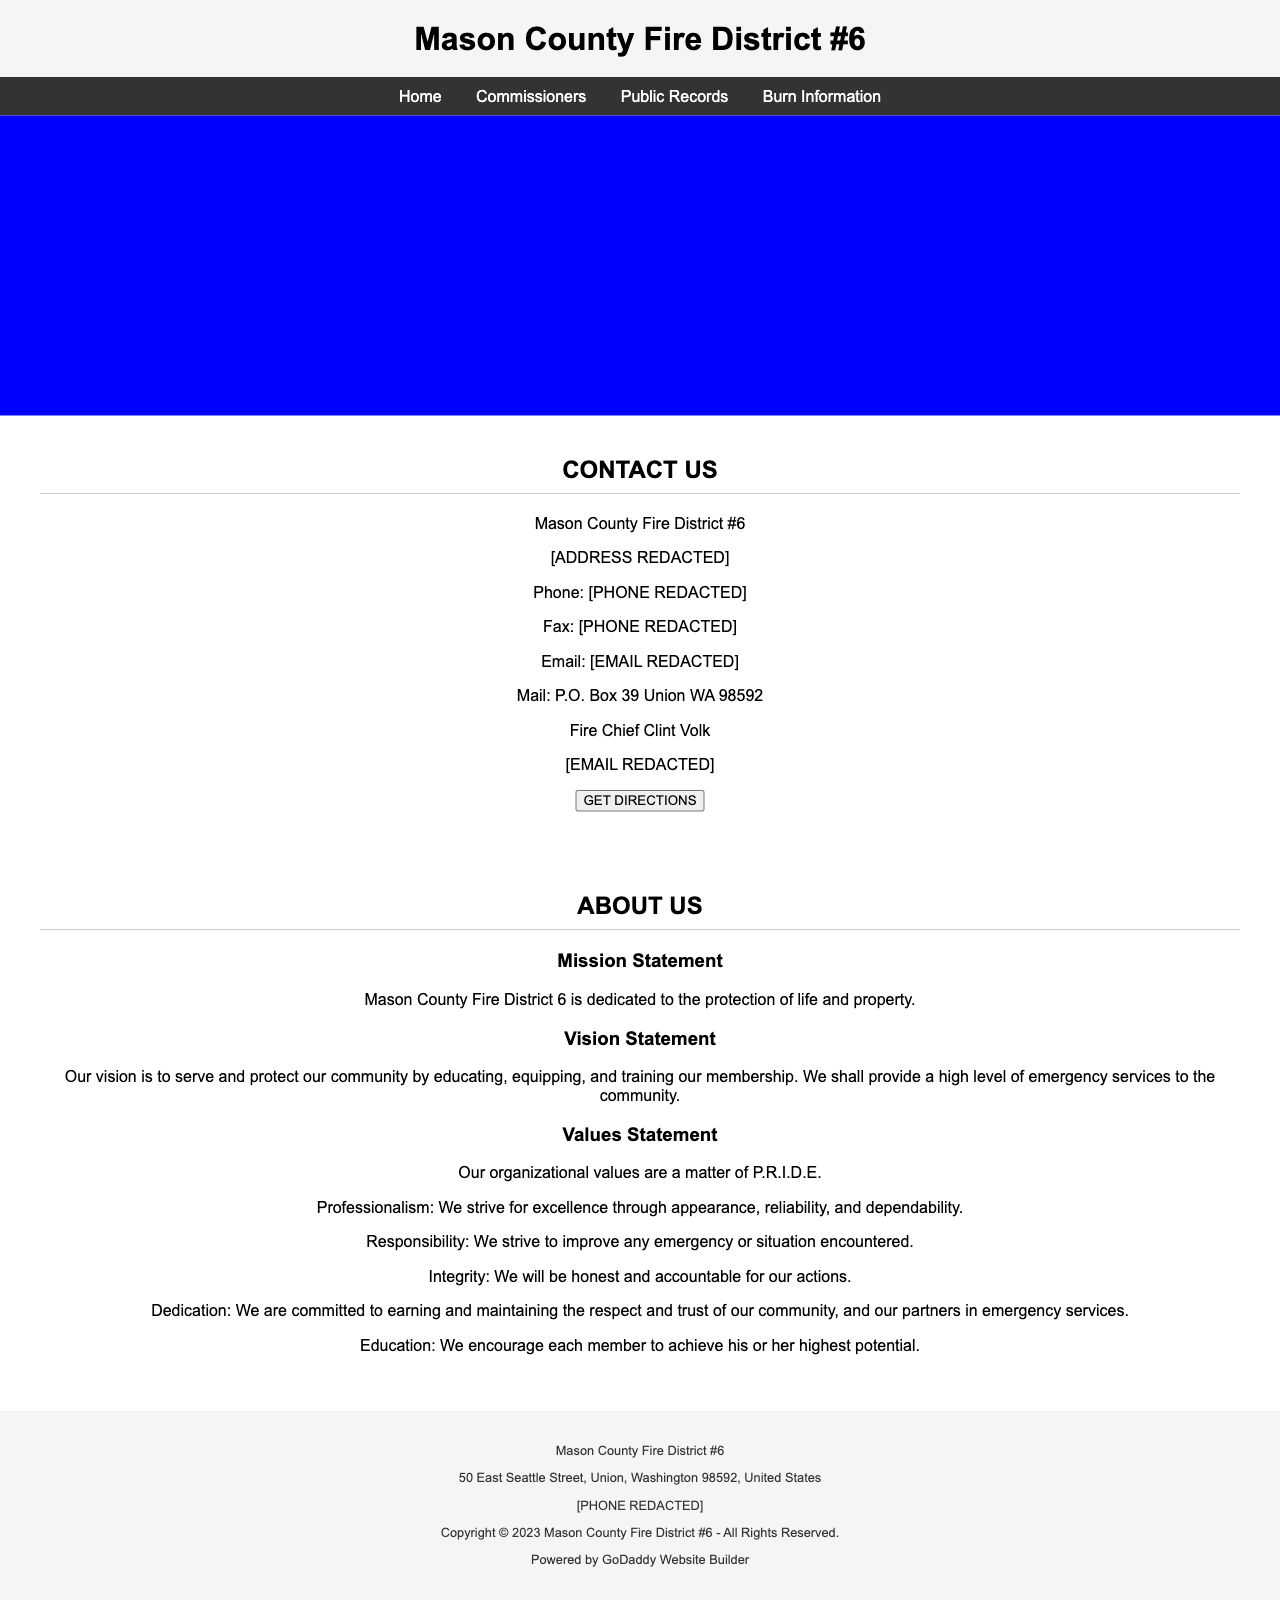 Mason County Fire District #6
Home Commissioners Public Records Burn Information
CONTACT US
Mason County Fire District #6
[ADDRESS REDACTED]
Phone: [PHONE REDACTED]
Fax: [PHONE REDACTED]
Email: [EMAIL REDACTED]
Mail: P.O. Box 39 Union WA 98592
Fire Chief Clint Volk
[EMAIL REDACTED]
GET DIRECTIONS
ABOUT US
Mission Statement
Mason County Fire District 6 is dedicated to the protection of life and property.
Vision Statement
Our vision is to serve and protect our community by educating, equipping, and training our membership. We shall provide a high level of emergency services to the
community.
Values Statement
Our organizational values are a matter of P.R.I.D.E.
Professionalism: We strive for excellence through appearance, reliability, and dependability.
Responsibility: We strive to improve any emergency or situation encountered.
Integrity: We will be honest and accountable for our actions.
Dedication: We are committed to earning and maintaining the respect and trust of our community, and our partners in emergency services.
Education: We encourage each member to achieve his or her highest potential.
Mason County Fire District #6
50 East Seattle Street, Union, Washington 98592, United States
[PHONE REDACTED]
Copyright © 2023 Mason County Fire District #6 - All Rights Reserved.
Powered by GoDaddy Website Builder